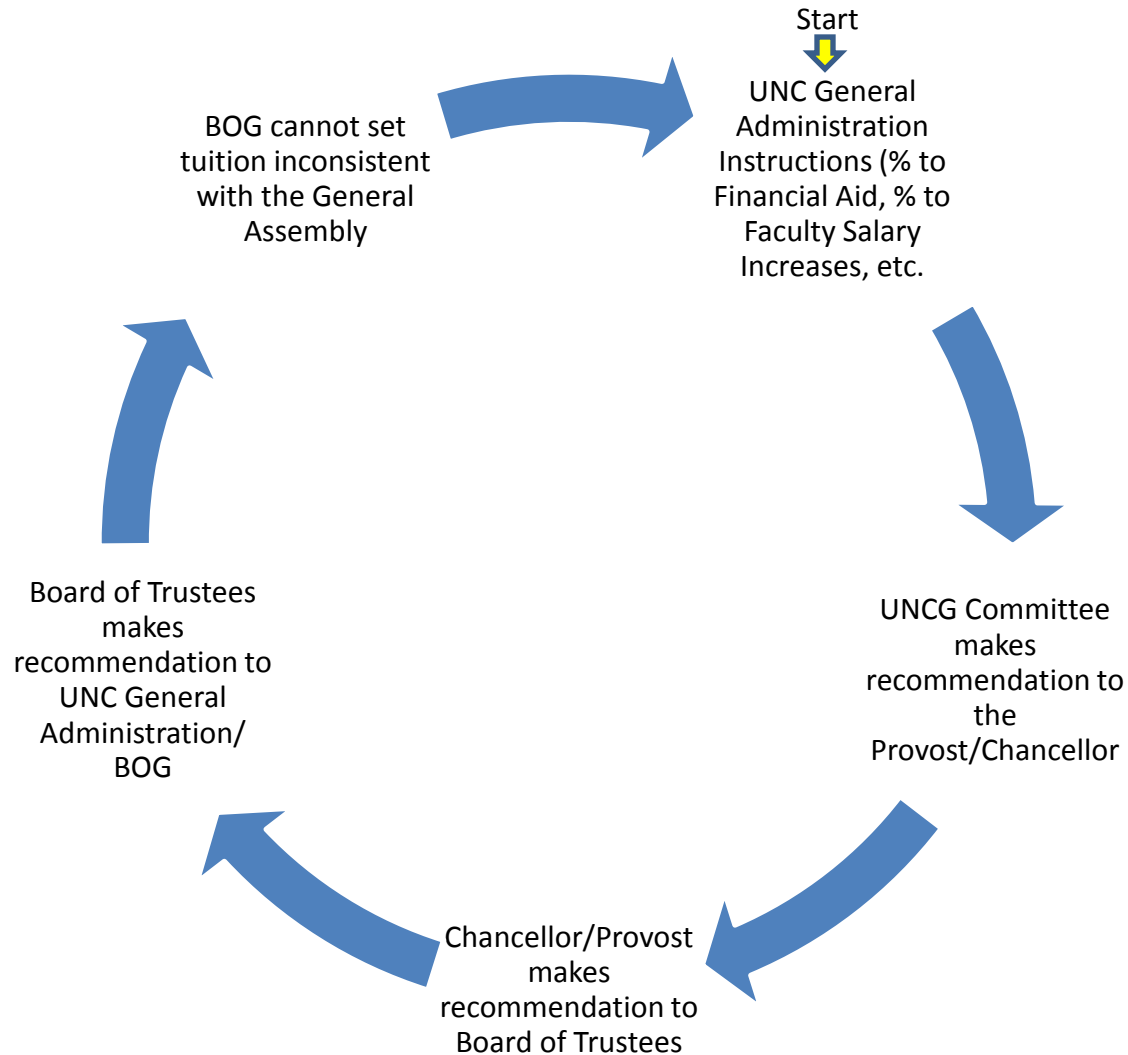 Start
UNC General
Administration
Instructions (% to
Financial Aid, % to
Faculty Salary
Increases, etc.
UNCG Committee
makes
recommendation to
the
Provost/Chancellor
Chancellor/Provost
makes
recommendation to
Board of Trustees
Board of Trustees
makes
recommendation to
UNC General
Administration/
BOG
BOG cannot set
tuition inconsistent
with the General
Assembly